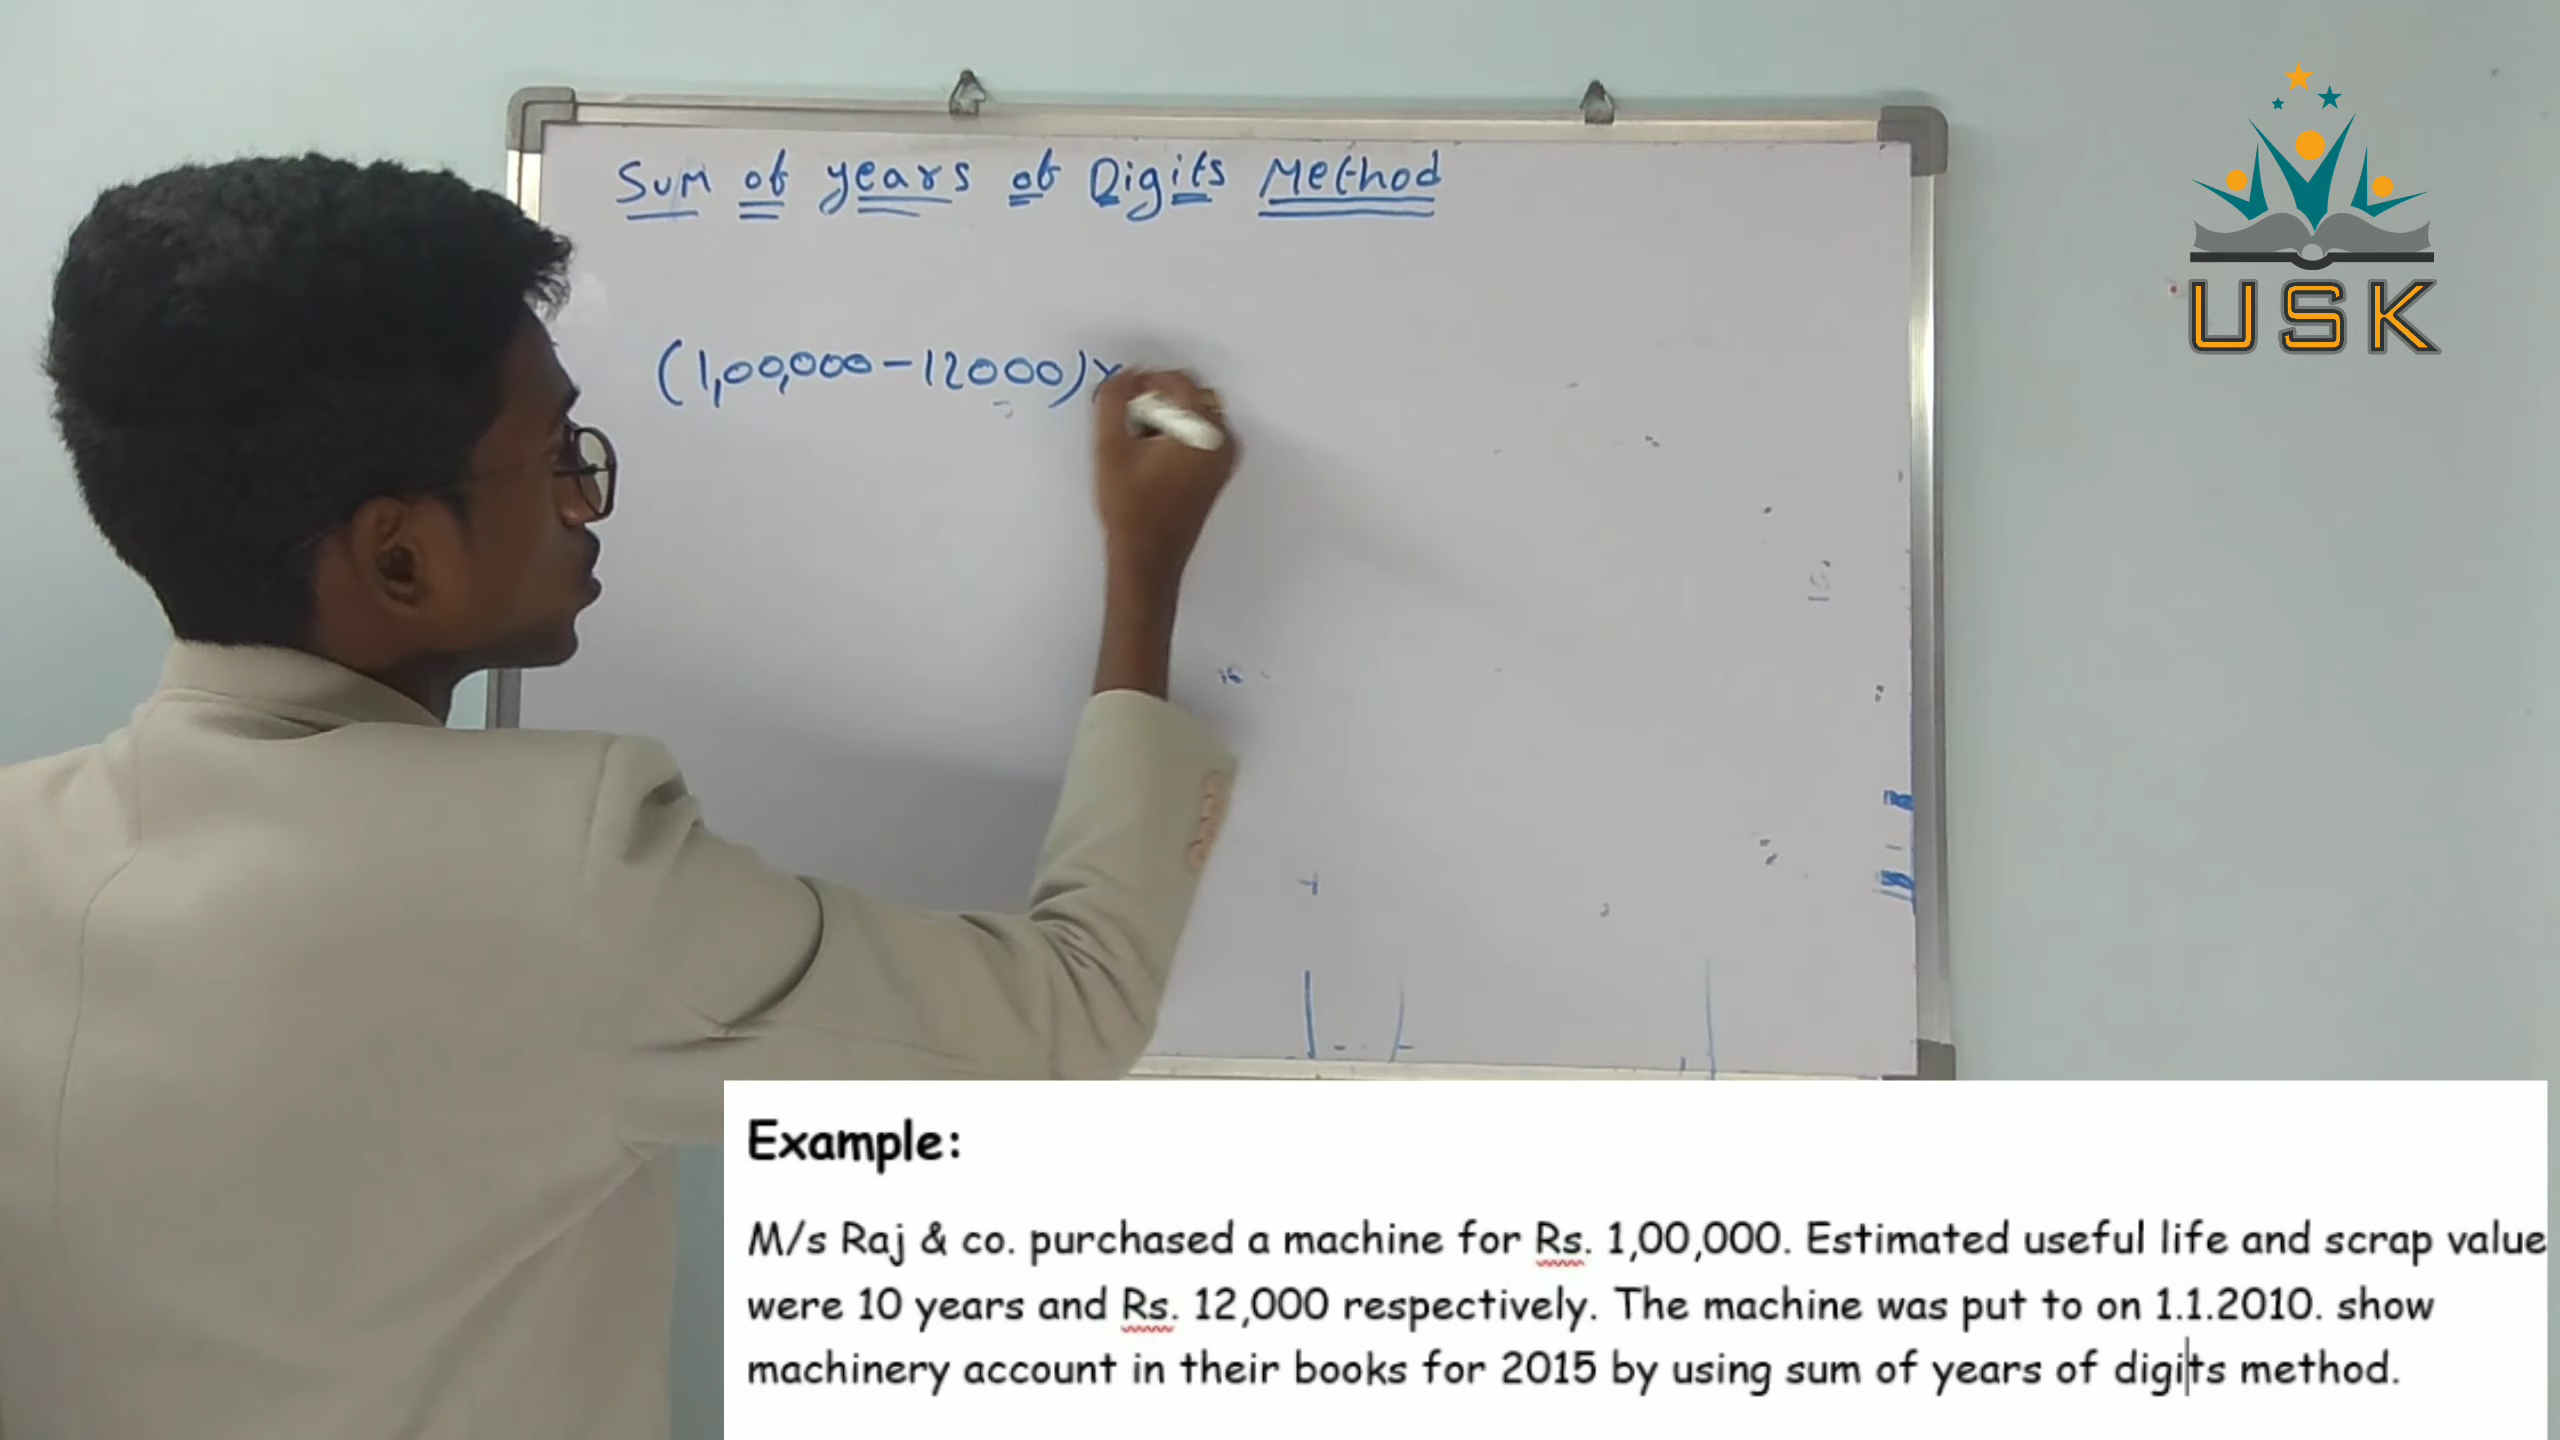 Sum of years of Digits Method
USK
(1,00,000-12000)x
Example:
M/s Raj & co. purchased a machine for Rs. 1,00,000. Estimated useful life and scrap value
were 10 years and Rs. 12,000 respectively. The machine was put to on 1.1.2010. show
machinery account in their books for 2015 by using sum of years of digits method.